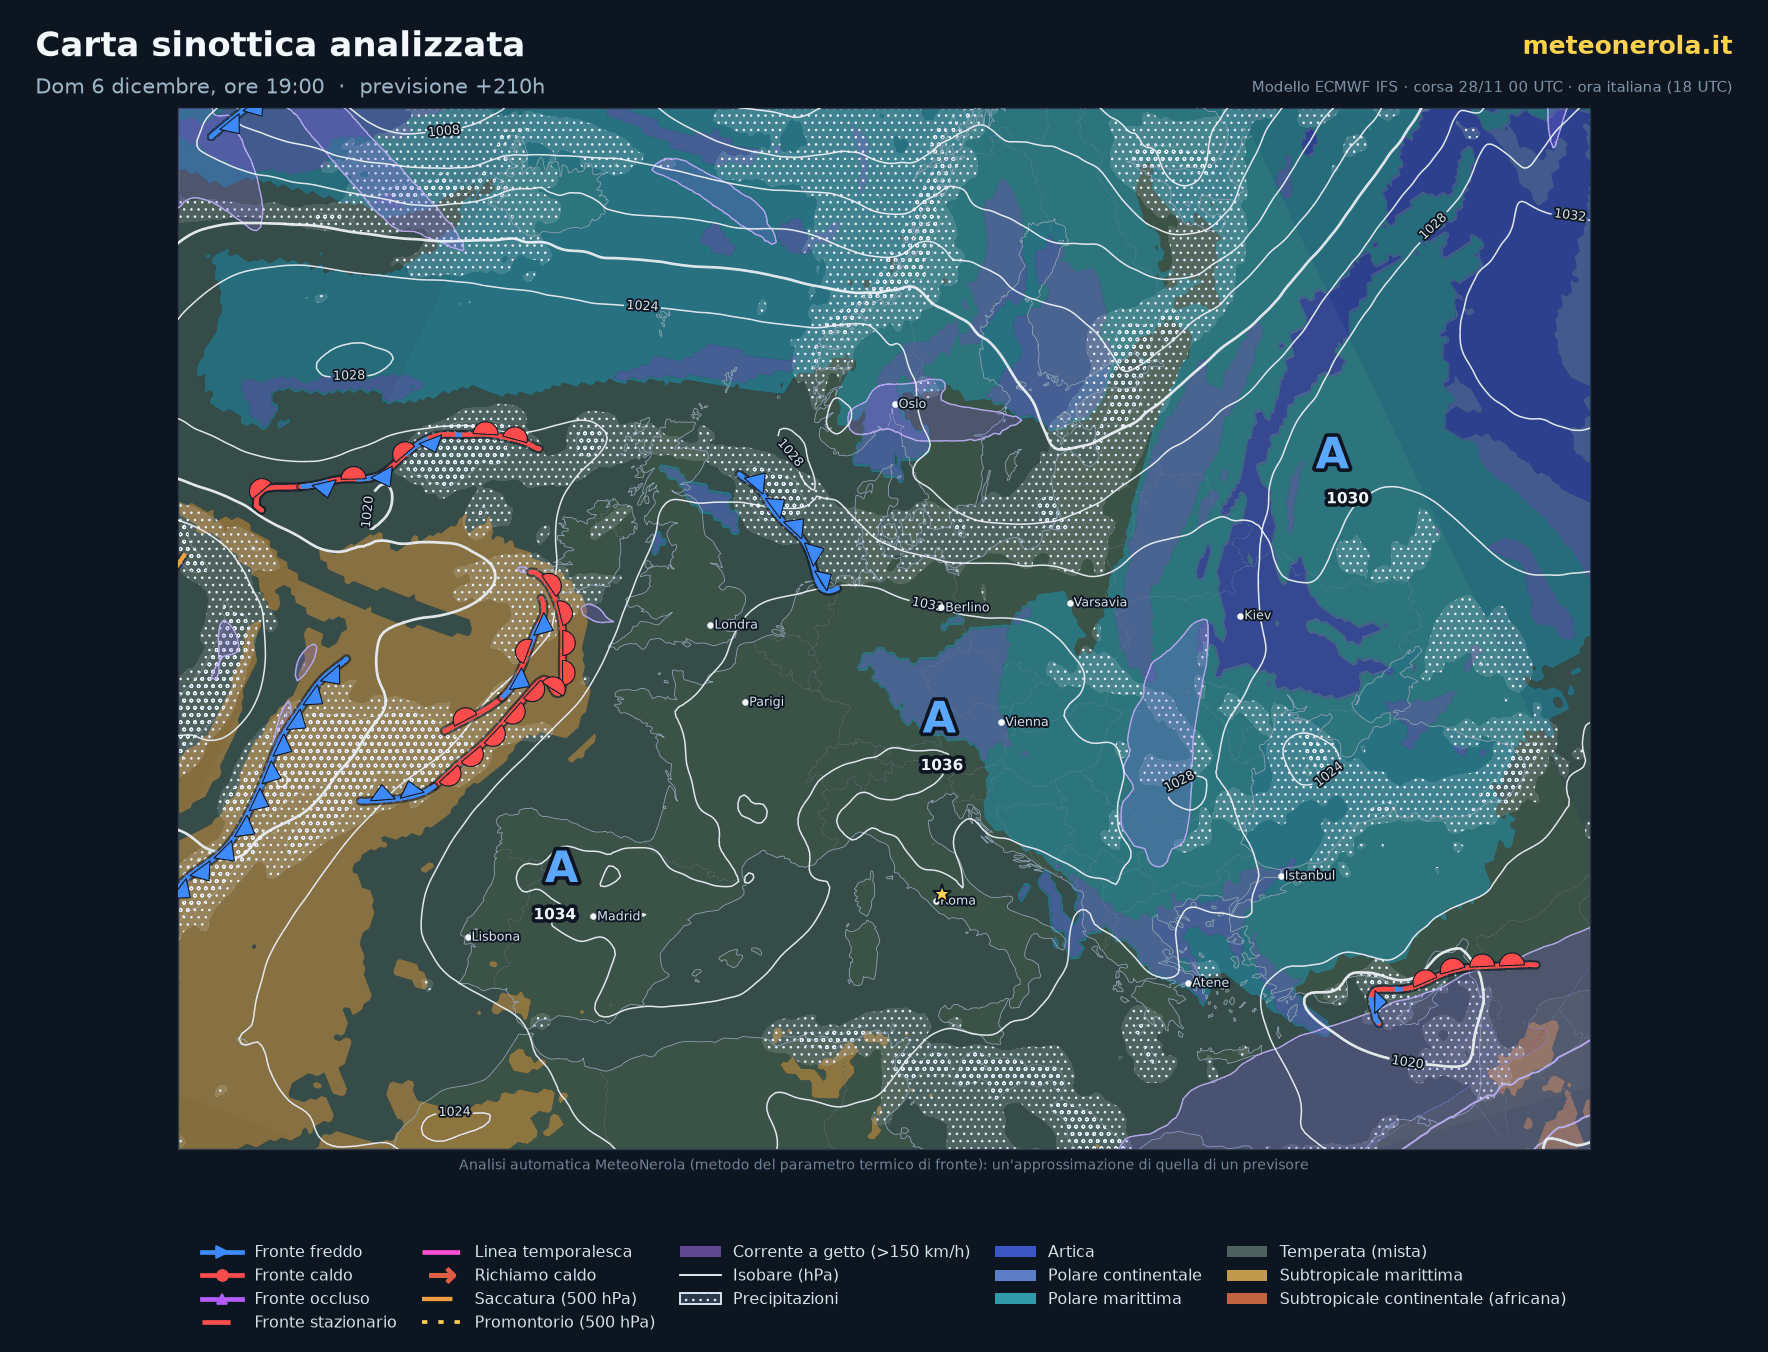 Carta sinottica analizzata
meteonerola.it
Dom 6 dicembre, ore 19:00 · previsione +210h
Modello ECMWF IFS · corsa 28/11 00 UTC · ora italiana (18 UTC)
1008
1032
1028
1024
1028
Oslo
1028
A
1030
1020
1032
Berlino
Varsavia
Kiev
Londra
Parigi
A
Vienna
1036
1028
1024
A
1034
Madrid
Lisbona
Roma
Istanbul
Atene
1020
1024
Analisi automatica MeteoNerola (metodo del parametro termico di fronte): un'approssimazione di quella di un previsore
Fronte freddo
Fronte caldo
Fronte occluso
Fronte stazionario
Linea temporalesca
Richiamo caldo
Saccatura (500 hPa)
Promontorio (500 hPa)
Corrente a getto (>150 km/h)
Isobare (hPa)
Precipitazioni
Artica
Polare continentale
Polare marittima
Temperata (mista)
Subtropicale marittima
Subtropicale continentale (africana)